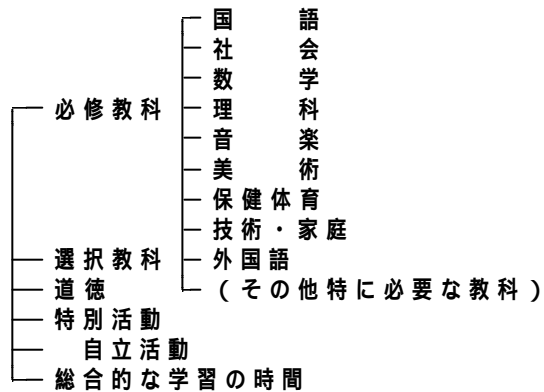 国語
社会
数学
必修教科 理科
音楽
美術
保健体育
技術・家庭
選択教科 外国語
道徳 (その他特に必要な教科)
特別活動
自立活動
総合的な学習の時間